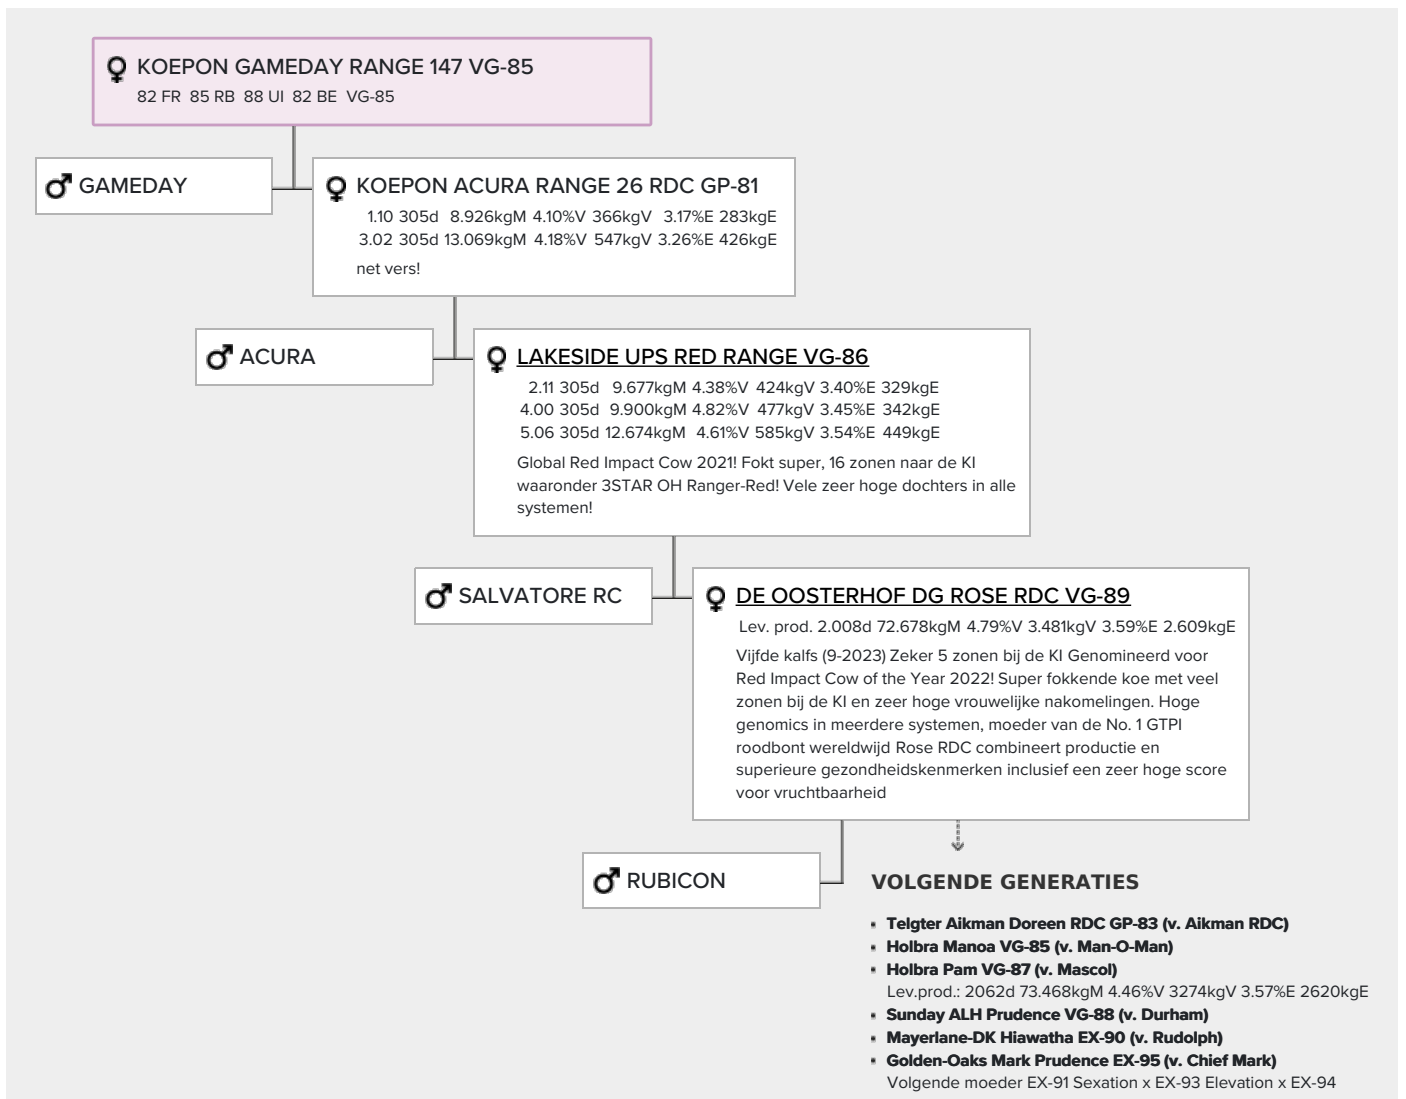 KOEPON GAMEDAY RANGE 147 VG-85
82 FR 85 RB 88 UI 82 BE VG-85
GAMEDAY
KOEPON ACURA RANGE 26 RDC GP-81
1.10 305d 8.926kgM 4.10%V 366kgV 3.17%E 283kgE
3.02 305d 13.069kgM 4.18%V 547kgV 3.26%E 426kgE
net vers!
ACURA
LAKESIDE UPS RED RANGE VG-86
2.11 305d 9.677kgM 4.38%V 424kgV 3.40%E 329kgE
4.00 305d 9.900kgM 4.82%V 477kgV 3.45%E 342kgE
5.06 305d 12.674kgM 4.61%V 585kgV 3.54%E 449kgE
Global Red Impact Cow 2021! Fokt super, 16 zonen naar de KI
waaronder 3STAR OH Ranger-Red! Vele zeer hoge dochters in alle
systemen!
SALVATORE RC
DE OOSTERHOF DG ROSE RDC VG-89
Lev. prod. 2.008d 72.678kgM 4.79%V 3.481kgV 3.59%E 2.609kgE
Vijfde kalfs (9-2023) Zeker 5 zonen bij de KI Genomineerd voor
Red Impact Cow of the Year 2022! Super fokkende koe met veel
zonen bij de KI en zeer hoge vrouwelijke nakomelingen. Hoge
genomics in meerdere systemen, moeder van de No. 1 GTPI
roodbont wereldwijd Rose RDC combineert productie en
superieure gezondheidskenmerken inclusief een zeer hoge score
voor vruchtbaarheid
RUBICON
VOLGENDE GENERATIES
Telgter Aikman Doreen RDC GP-83 (v. Aikman RDC)
Holbra Manoa VG-85 (v. Man-O-Man)
Holbra Pam VG-87 (v. Mascol)
Lev.prod.: 2062d 73.468kgM 4.46%V 3274kgV 3.57%E 2620kgE
Sunday ALH Prudence VG-88 (v. Durham)
Mayerlane-DK Hiawatha EX-90 (v. Rudolph)
Golden-Oaks Mark Prudence EX-95 (v. Chief Mark)
Volgende moeder EX-91 Sexation x EX-93 Elevation x EX-94